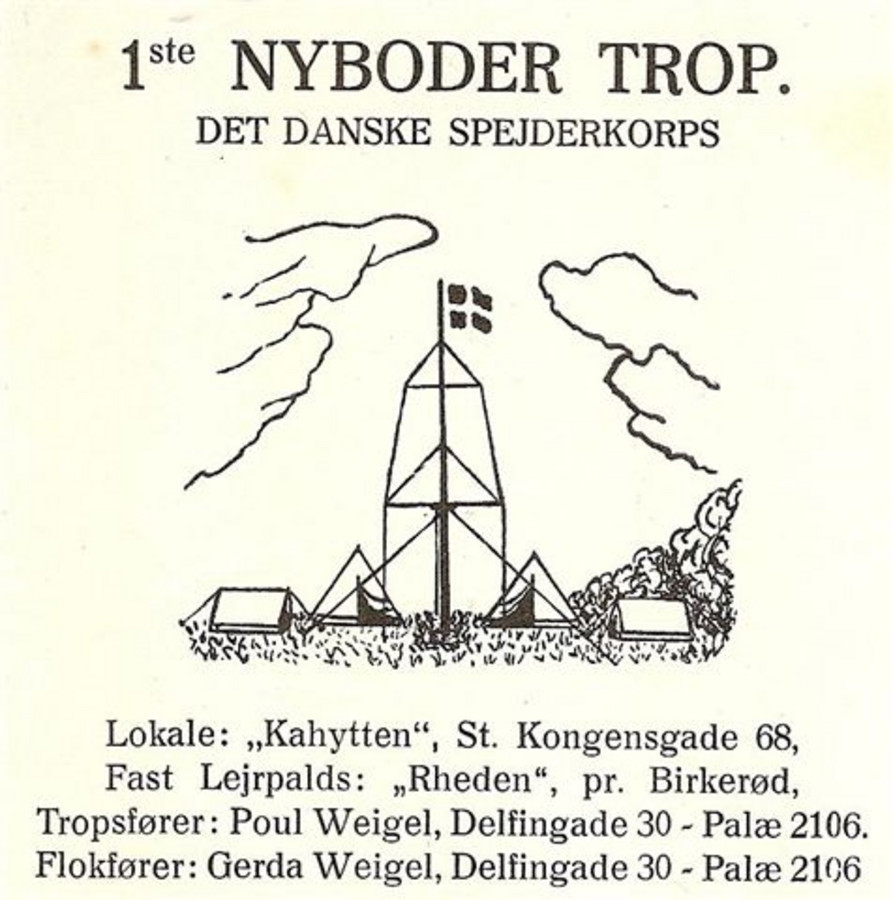 1ste NYBODER TROP.
DET DANSKE SPEJDERKORPS
Lokale: „Kahytten“, St. Kongensgade 68,
Fast Lejrpalds: „Rheden“, pr. Birkerød,
Tropsfører: Poul Weigel, Delfingade 30 - Palæ 2106.
Flokfører: Gerda Weigel, Delfingade 30 - Palæ 2106